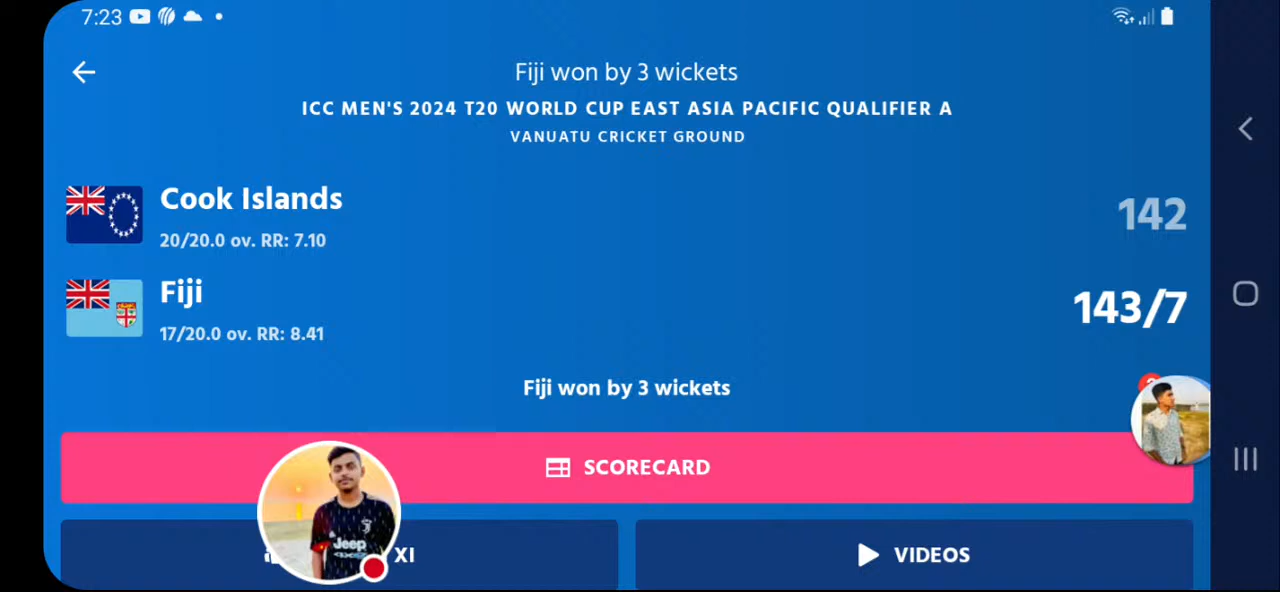 7:23
Fiji won by 3 wickets
ICC MEN'S 2024 T20 WORLD CUP EAST ASIA PACIFIC QUALIFIER A
VANUATU CRICKET GROUND
Cook Islands
142
20/20.0 ov. RR: 7.10
Fiji
143/7
17/20.0 ov. RR: 8.41
Fiji won by 3 wickets
SCORECARD
Jeep
XI
VIDEOS